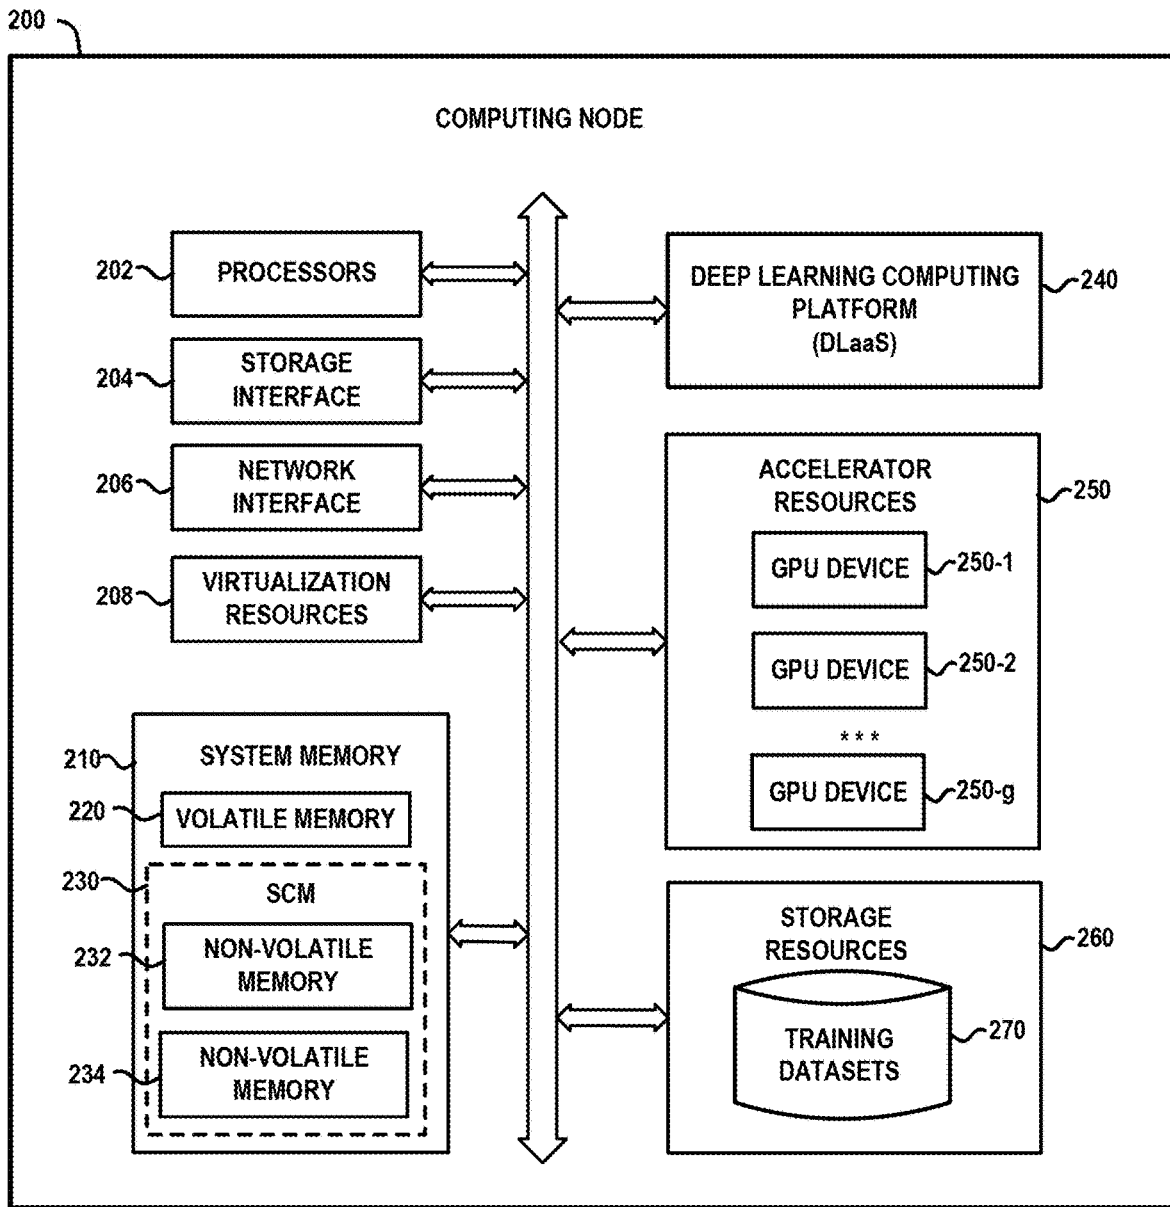 200
COMPUTING NODE
202
PROCESSORS
204
STORAGE
INTERFACE
206
NETWORK
INTERFACE
208
VIRTUALIZATION
RESOURCES
210
SYSTEM MEMORY
220
VOLATILE MEMORY
230
SCM
232
NON-VOLATILE
MEMORY
234
NON-VOLATILE
MEMORY
DEEP LEARNING COMPUTING
PLATFORM
(DLaaS)
240
ACCELERATOR
RESOURCES
250
GPU DEVICE
250-1
GPU DEVICE
250-2
***
GPU DEVICE
250-g
STORAGE
RESOURCES
260
TRAINING
DATASETS
270